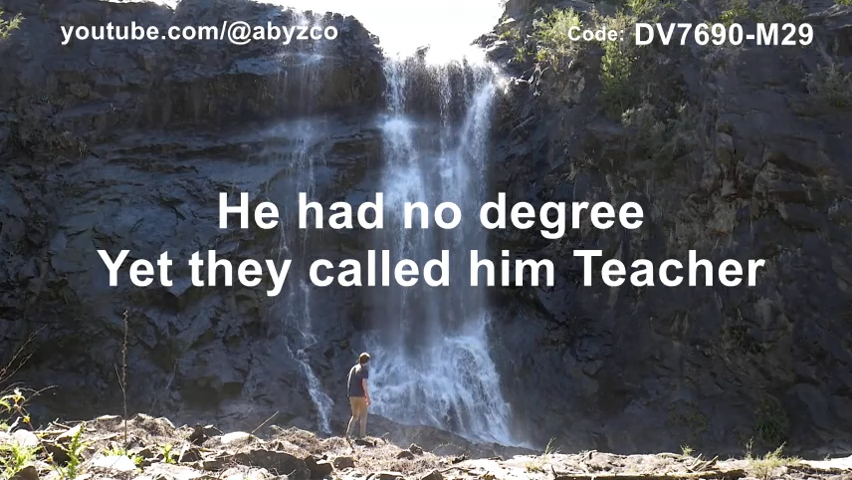 youtube.com/@abyzco
Code: DV7690-M29
He had no degree
Yet they called him Teacher